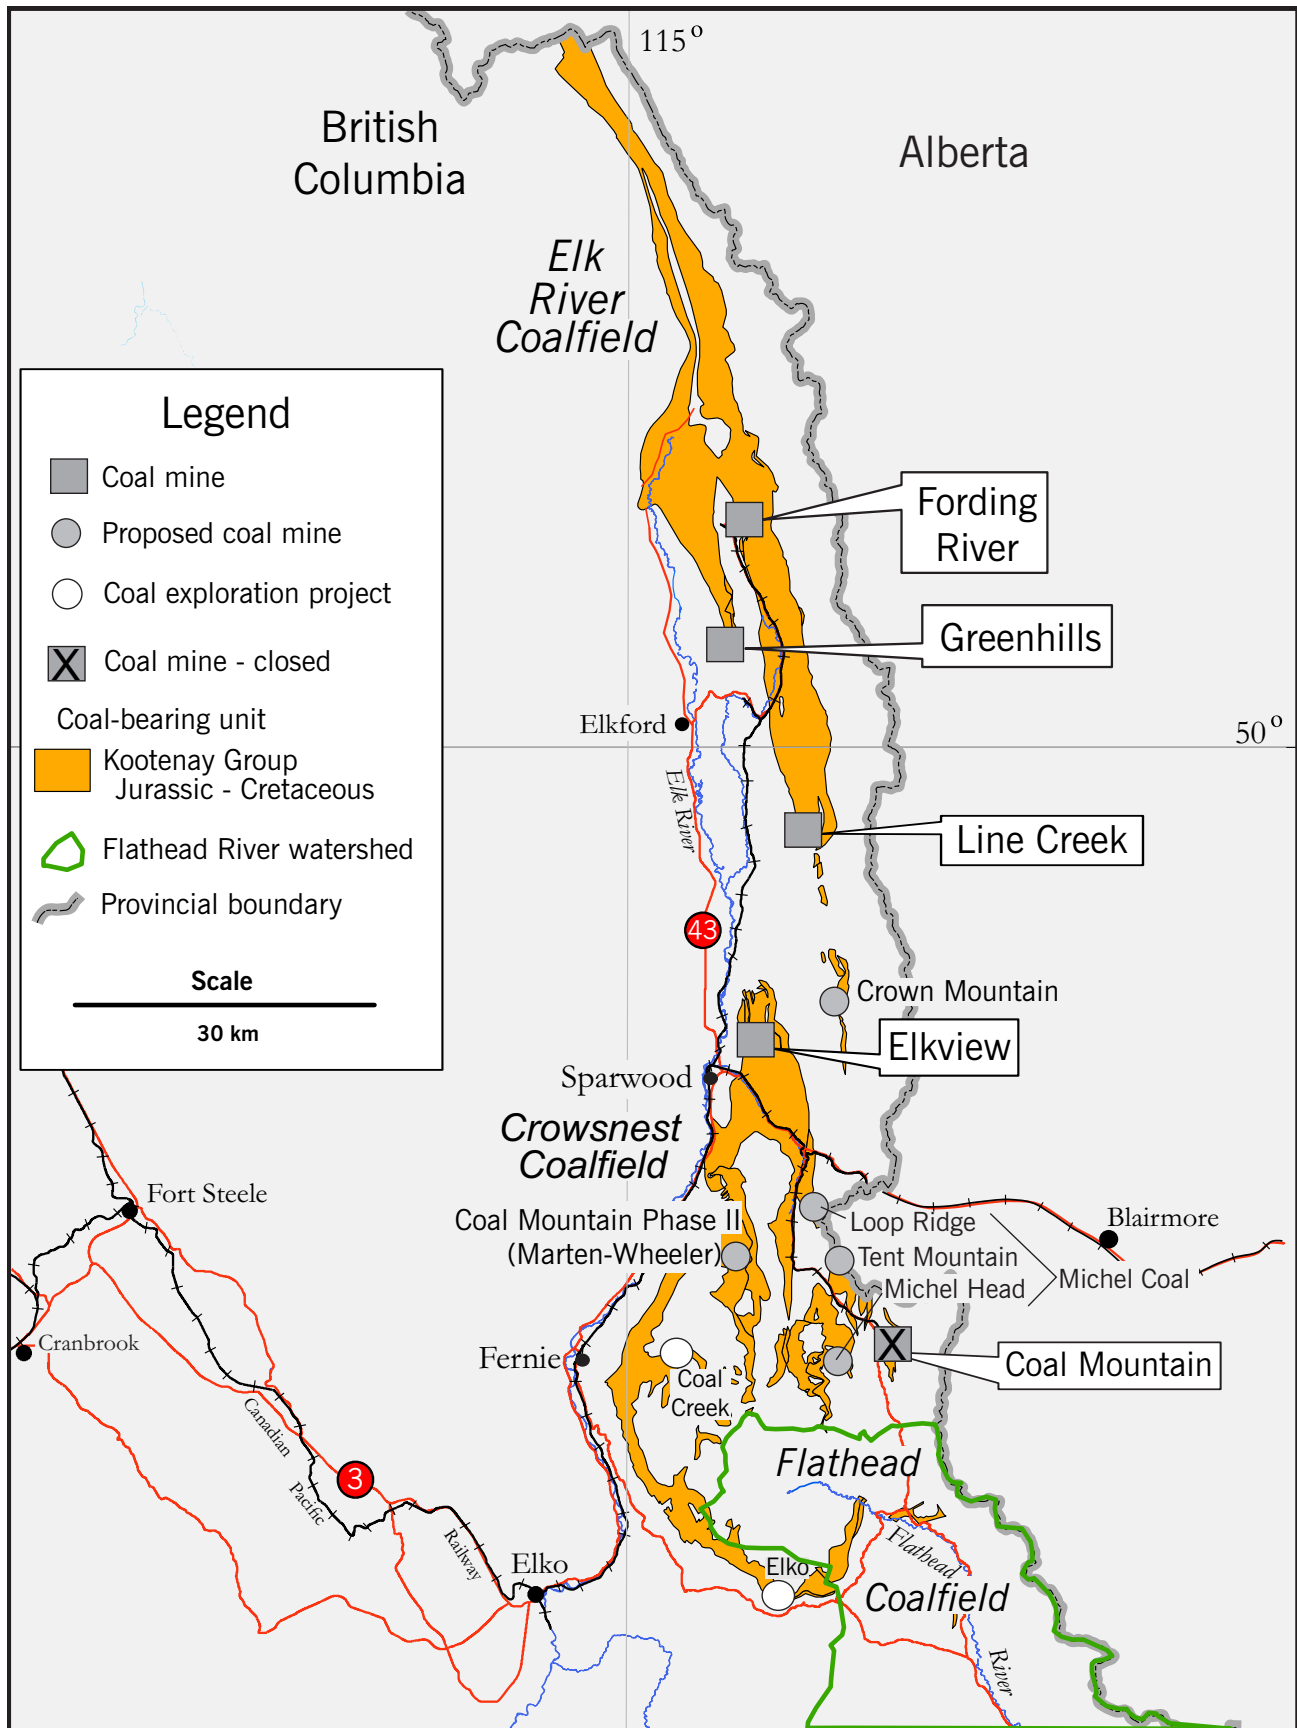 115°
British
Columbia
Alberta
Elk
River
Coalfield
Legend
Coal mine
Proposed coal mine
Coal exploration project
X
Coal mine - closed
Coal-bearing unit
Kootenay Group
Jurassic - Cretaceous
Flathead River watershed
Provincial boundary
Scale
30 km
Fording
River
Greenhills
Elkford
50°
Elk River
Line Creek
43
Crown Mountain
Elkview
Sparwood
Crowsnest
Coalfield
Fort Steele
Coal Mountain Phase II
(Marten-Wheeler)
Loop Ridge
Blairmore
Tent Mountain
Michel Head
Michel Coal
Cranbrook
Fernie
Coal
Creek
X
Coal Mountain
Canadian
Pacific
Railway
3
Flathead
Elko
Elko
Flathead
Coalfield
River